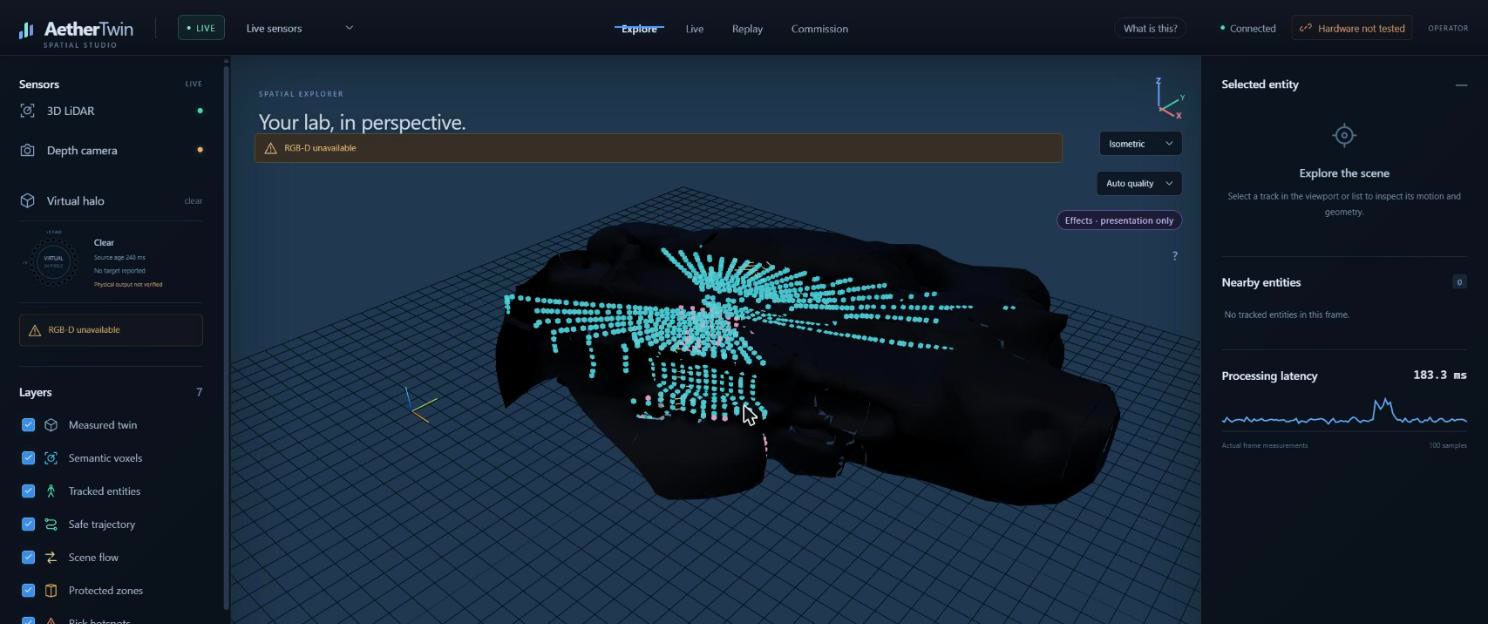 AetherTwin
SPATIAL STUDIO
LIVE
Live sensors
Explore
Live
Replay
Commission
What is this?
Connected
Hardware not tested
OPERATOR
Sensors
LIVE
3D LiDAR
Depth camera
Virtual halo
clear
VIRTUAL
Clear
Source age 248 ms
No target reported
Physical output not verified
RGB-D unavailable
Layers
7
Measured twin
Semantic voxels
Tracked entities
Safe trajectory
Scene flow
Protected zones
Risk hotspots
SPATIAL EXPLORER
Your lab, in perspective.
RGB-D unavailable
Z
Y
X
Isometric
Auto quality
Effects · presentation only
?
Selected entity
Explore the scene
Select a track in the viewport or list to inspect its motion and
geometry.
Nearby entities
0
No tracked entities in this frame.
Processing latency
183.3 ms
Actual frame measurements
100 samples